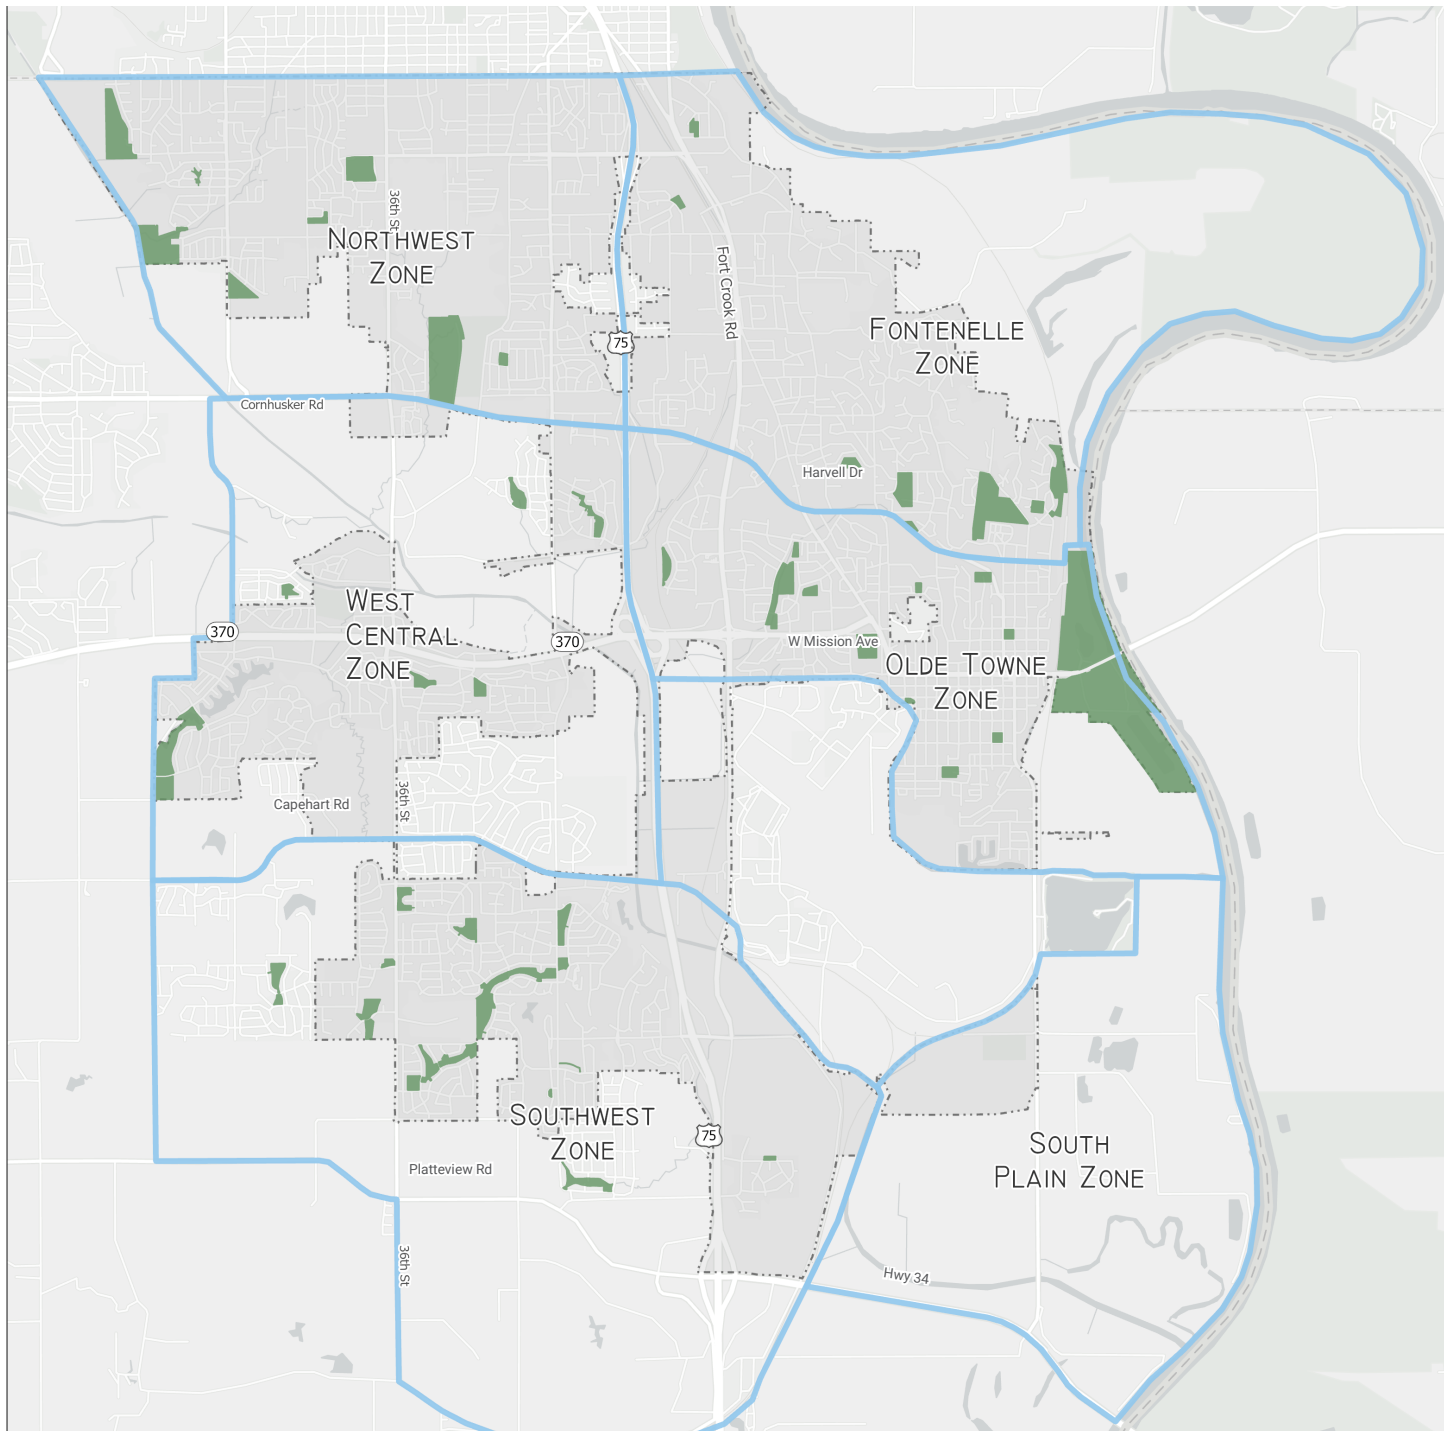 36th St
NORTHWEST
ZONE
Fort Crook Rd
FONTENELLE
ZONE
75
Cornhusker Rd
Harvell Dr
WEST
CENTRAL
ZONE
370
370
W Mission Ave
OLDE TOWNE
ZONE
36th St
Capehart Rd
SOUTHWEST
ZONE
75
SOUTH
PLAIN ZONE
Platteview Rd
36th St
Hwy 34